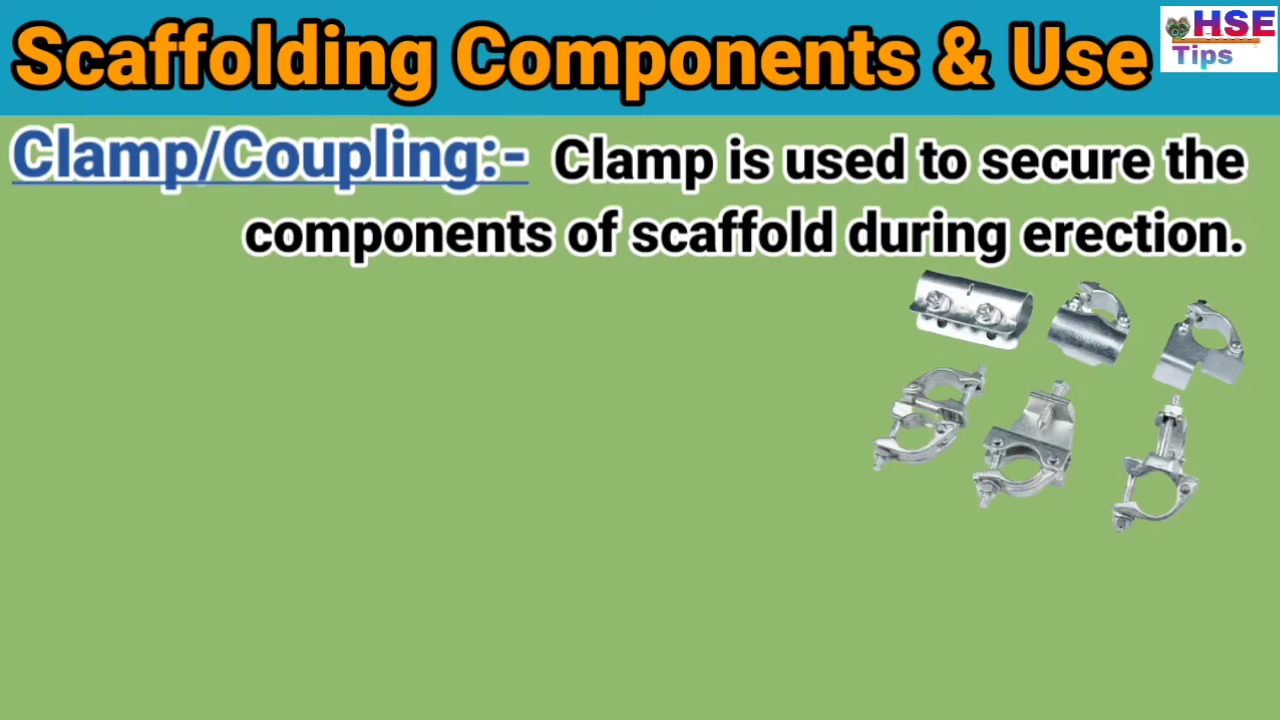 Scaffolding Components & Use
HSE
Tips
Clamp/Coupling:- Clamp is used to secure the
components of scaffold during erection.